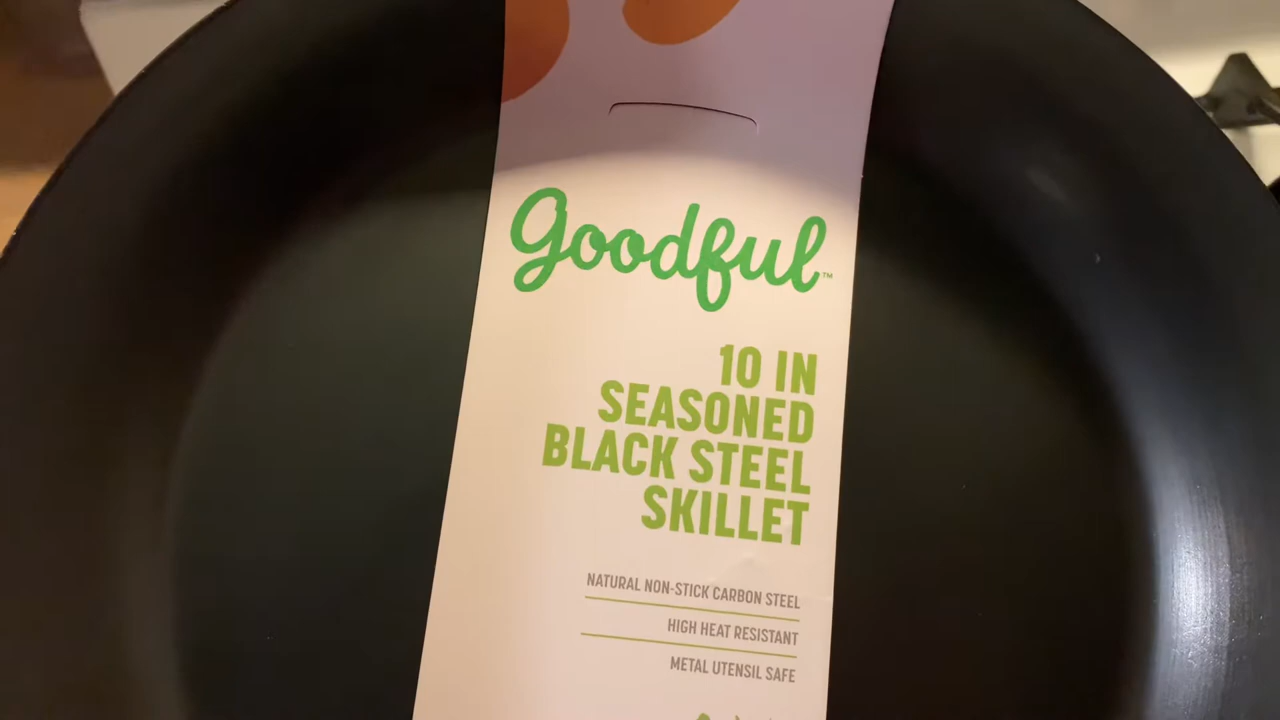 goodful™
10 IN
SEASONED
BLACK STEEL
SKILLET
NATURAL NON-STICK CARBON STEEL
HIGH HEAT RESISTANT
METAL UTENSIL SAFE